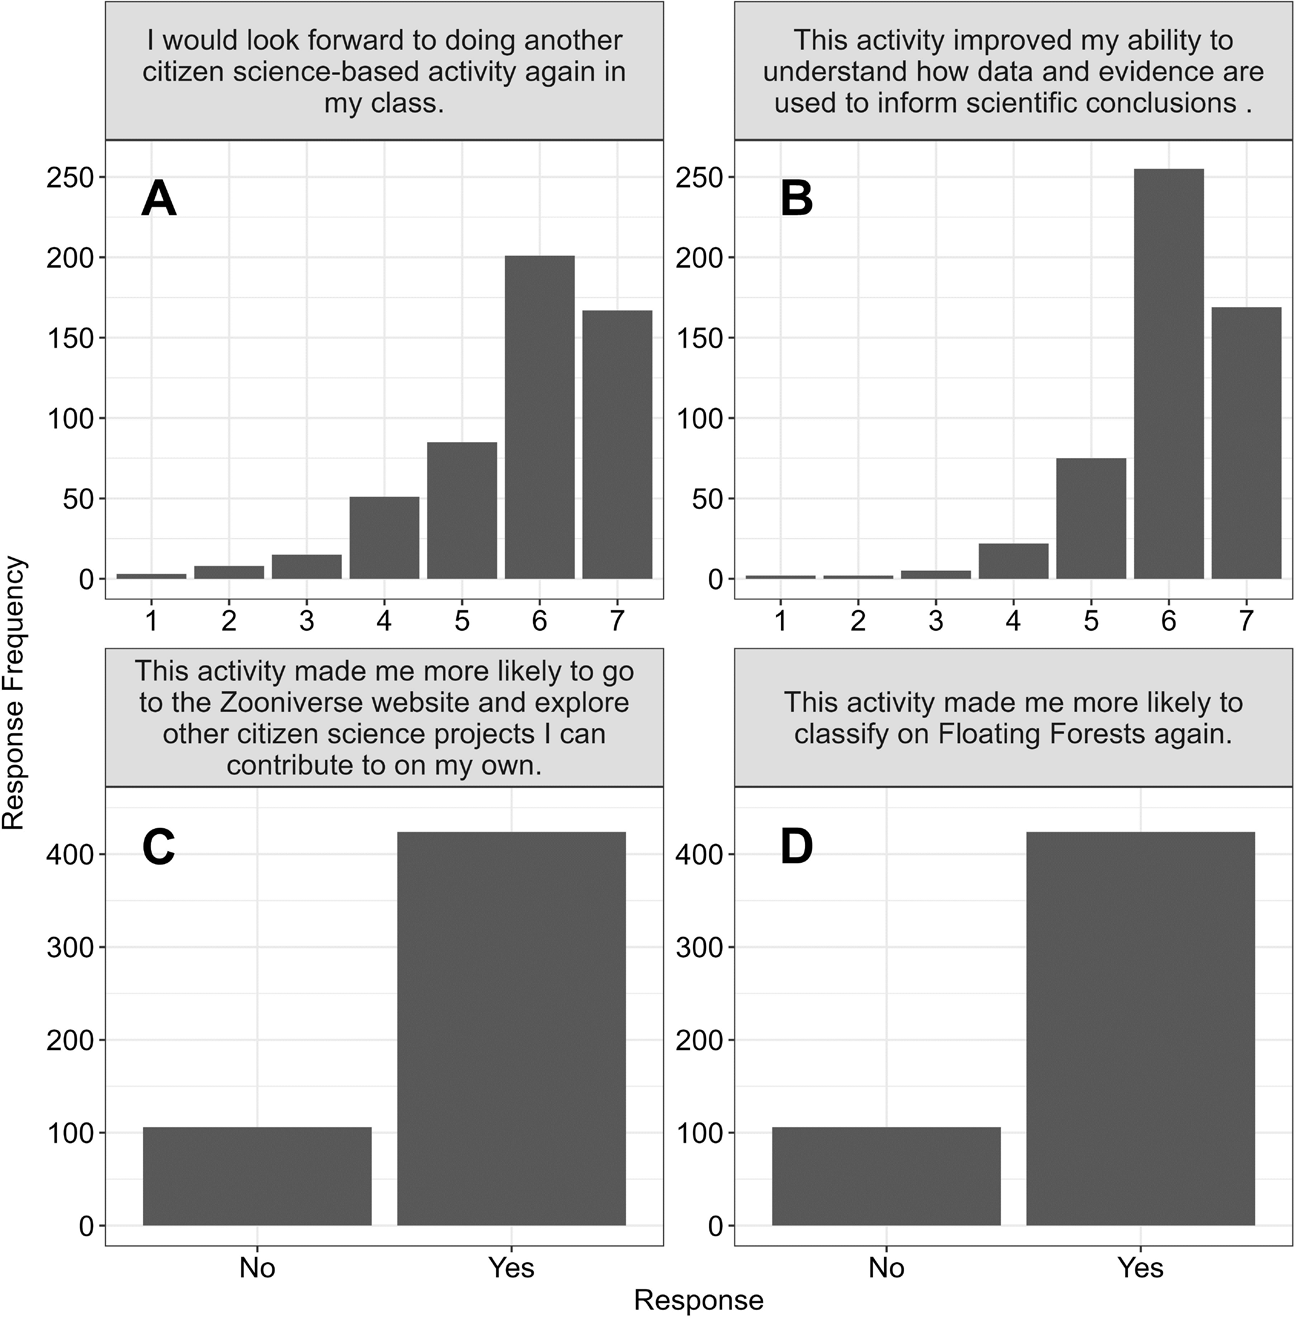 I would look forward to doing another
citizen science-based activity again in
my class.
This activity improved my ability to
understand how data and evidence are
used to inform scientific conclusions .
A
250
200
150
100
50
0
1 2 3 4 5 6 7
B
250
200
150
100
50
0
1 2 3 4 5 6 7
Response Frequency
This activity made me more likely to go
to the Zooniverse website and explore
other citizen science projects I can
contribute to on my own.
This activity made me more likely to
classify on Floating Forests again.
C
400
300
200
100
0
No Yes
D
400
300
200
100
0
No Yes
Response